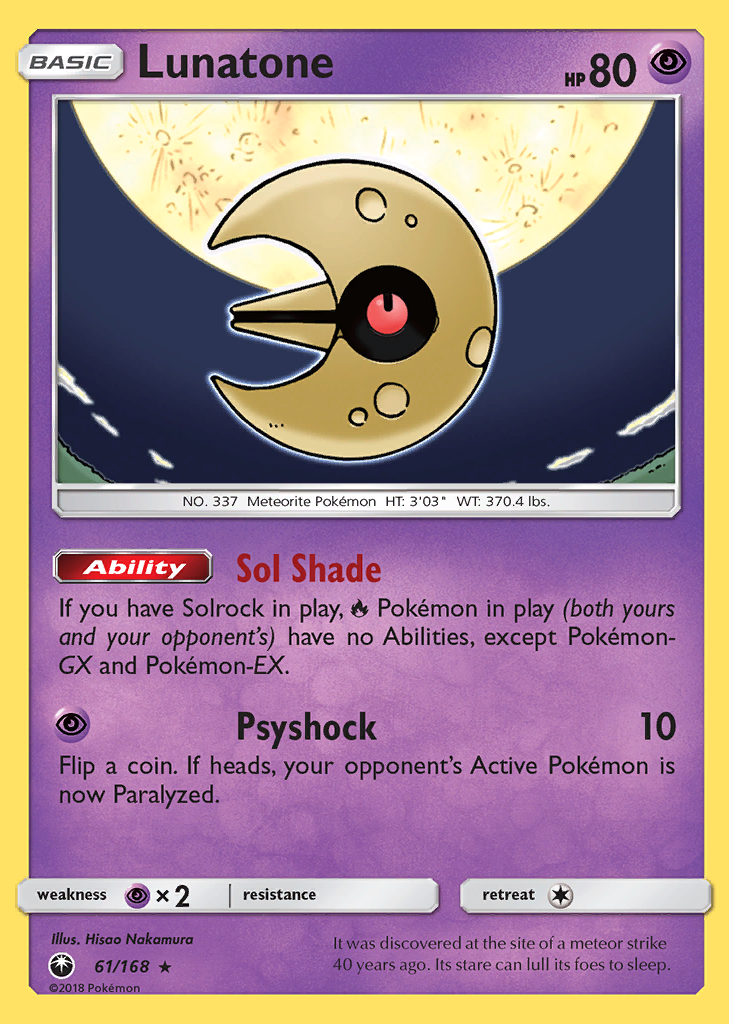 BASIC Lunatone HP 80
NO. 337 Meteorite Pokémon HT: 3'03" WT: 370.4 lbs.
Ability Sol Shade
If you have Solrock in play, Pokémon in play (both yours
and your opponent's) have no Abilities, except Pokémon-
GX and Pokémon-EX.
Psyshock 10
Flip a coin. If heads, your opponent's Active Pokémon is
now Paralyzed.
weakness ×2 resistance retreat
Illus. Hisao Nakamura
61/168 ★
©2018 Pokémon
It was discovered at the site of a meteor strike
40 years ago. Its stare can lull its foes to sleep.